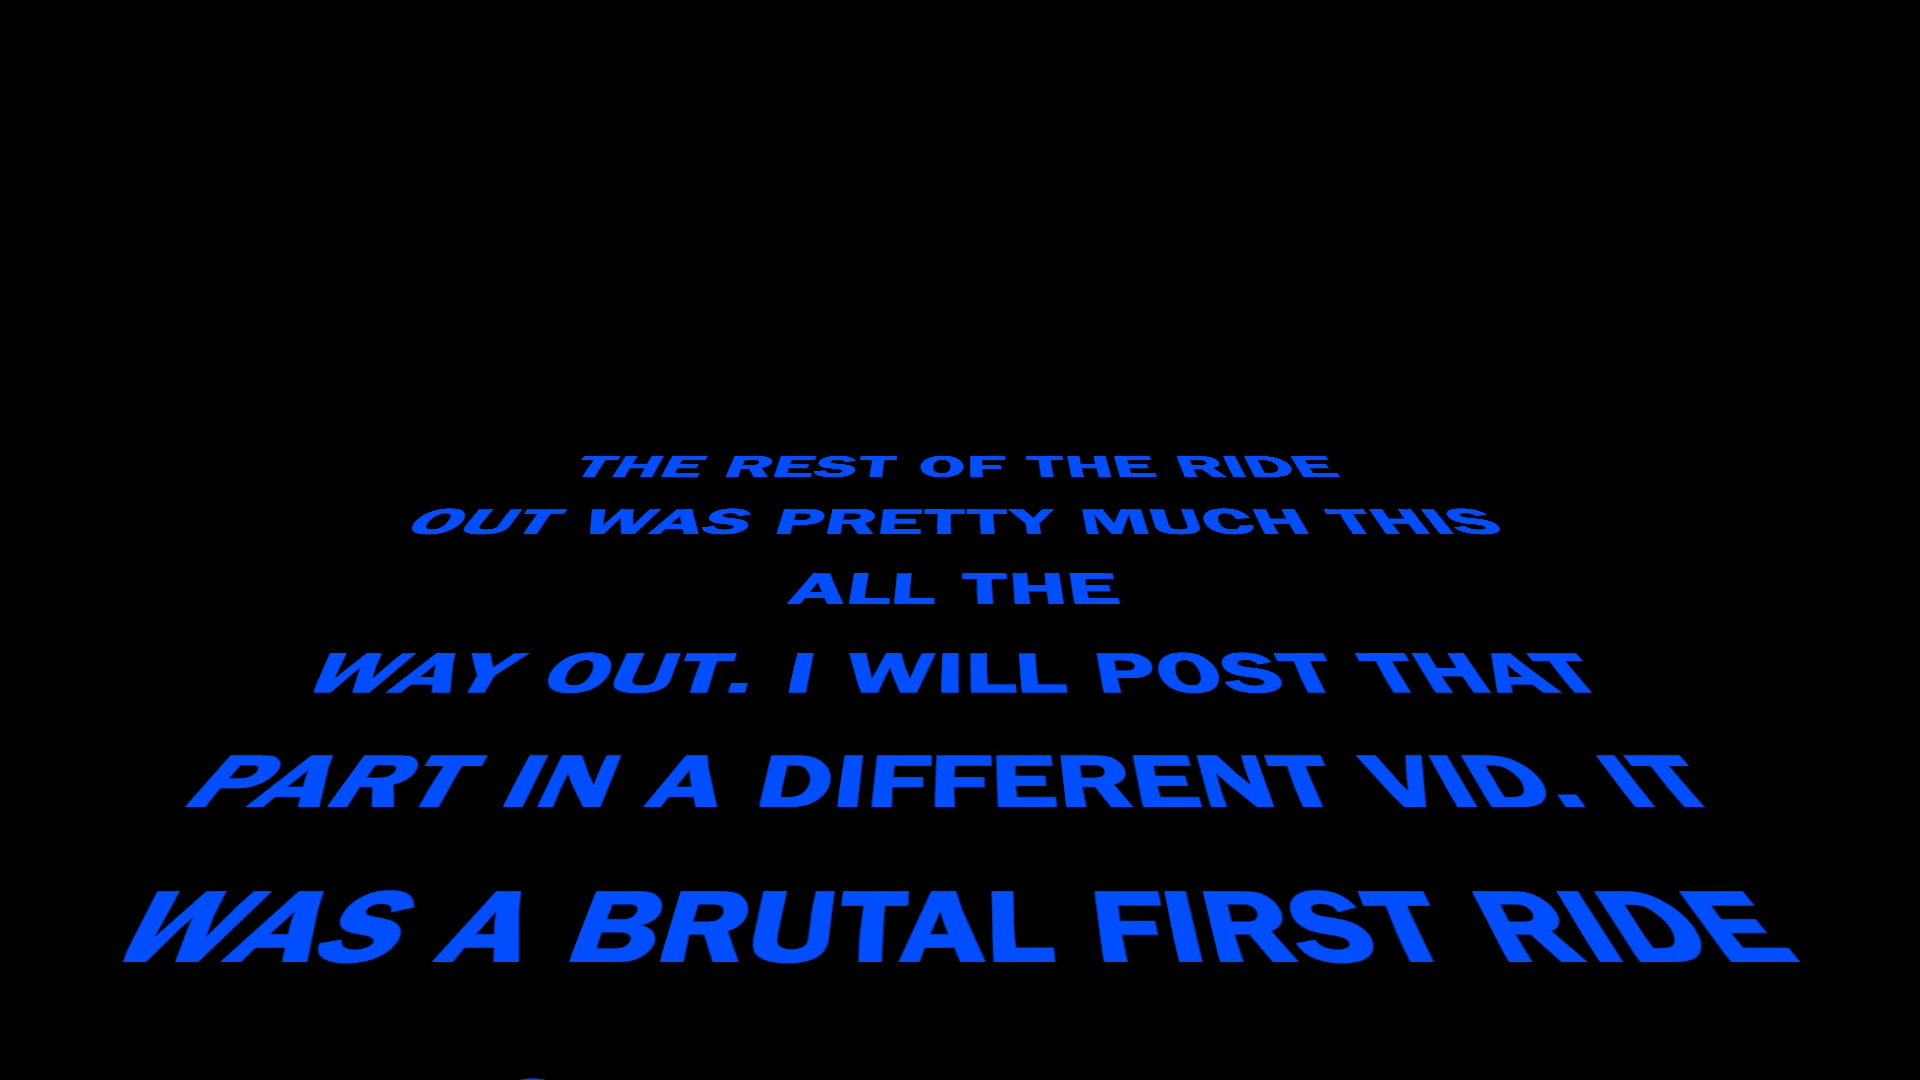 THE REST OF THE RIDE
OUT WAS PRETTY MUCH THIS
ALL THE
WAY OUT. I WILL POST THAT
PART IN A DIFFERENT VID. IT
WAS A BRUTAL FIRST RIDE